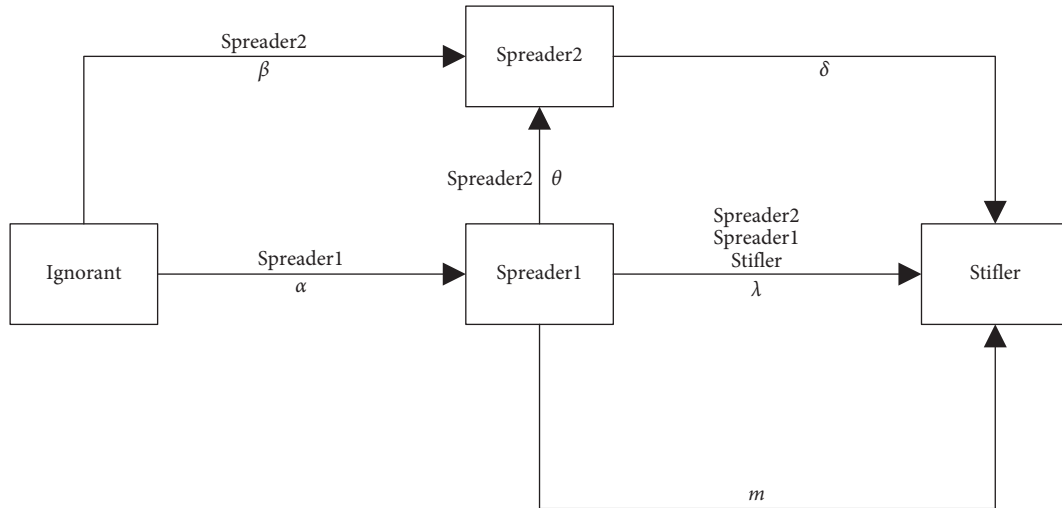 Spreader2
β
Spreader2
δ
Spreader2 θ
Spreader2
Spreader1
Stifler
λ
Ignorant
Spreader1
α
Spreader1
Stifler
m